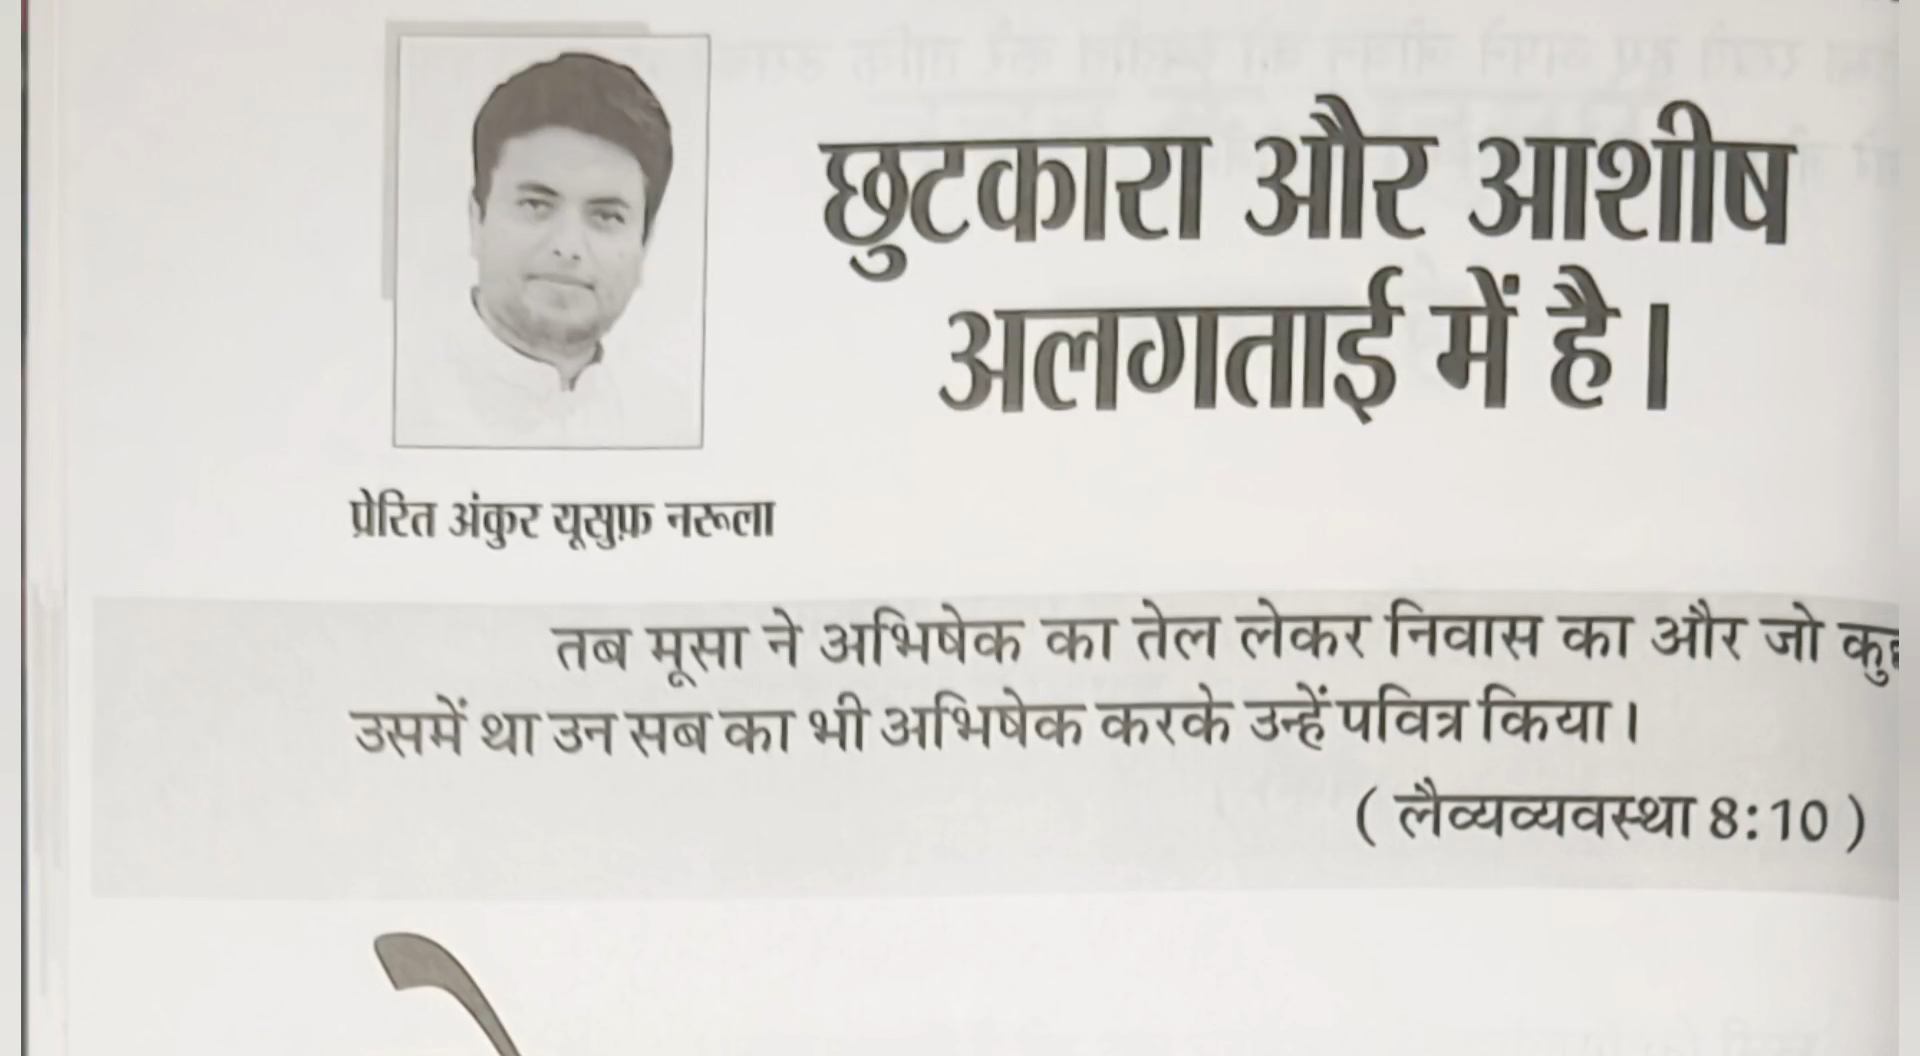 छुटकारा और आशीष
अलगताई में है।
प्रेरित अंकुर यूसुफ़ नरूला
तब मूसा ने अभिषेक का तेल लेकर निवास का और जो
उसमें था उन सब का भी अभिषेक करके उन्हें पवित्र किया।
( लैव्यव्यवस्था 8:10 )